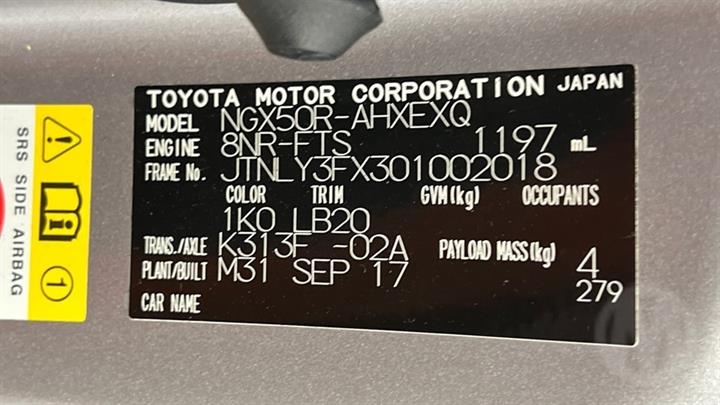 TOYOTA MOTOR CORPORATION JAPAN
MODEL NGX50R-AHXEXQ
ENGINE 8NR-FTS 1197 mL
FRAME No. JTNLY3FX301002018
COLOR TRIM GVM(kg) OCCUPANTS
1K0 LB20
TRANS./AXLE K313F -02A PAYLOAD MASS(kg) 4
PLANT/BUILT M31 SEP 17 279
CAR NAME
SRS SIDE AIRBAG
1